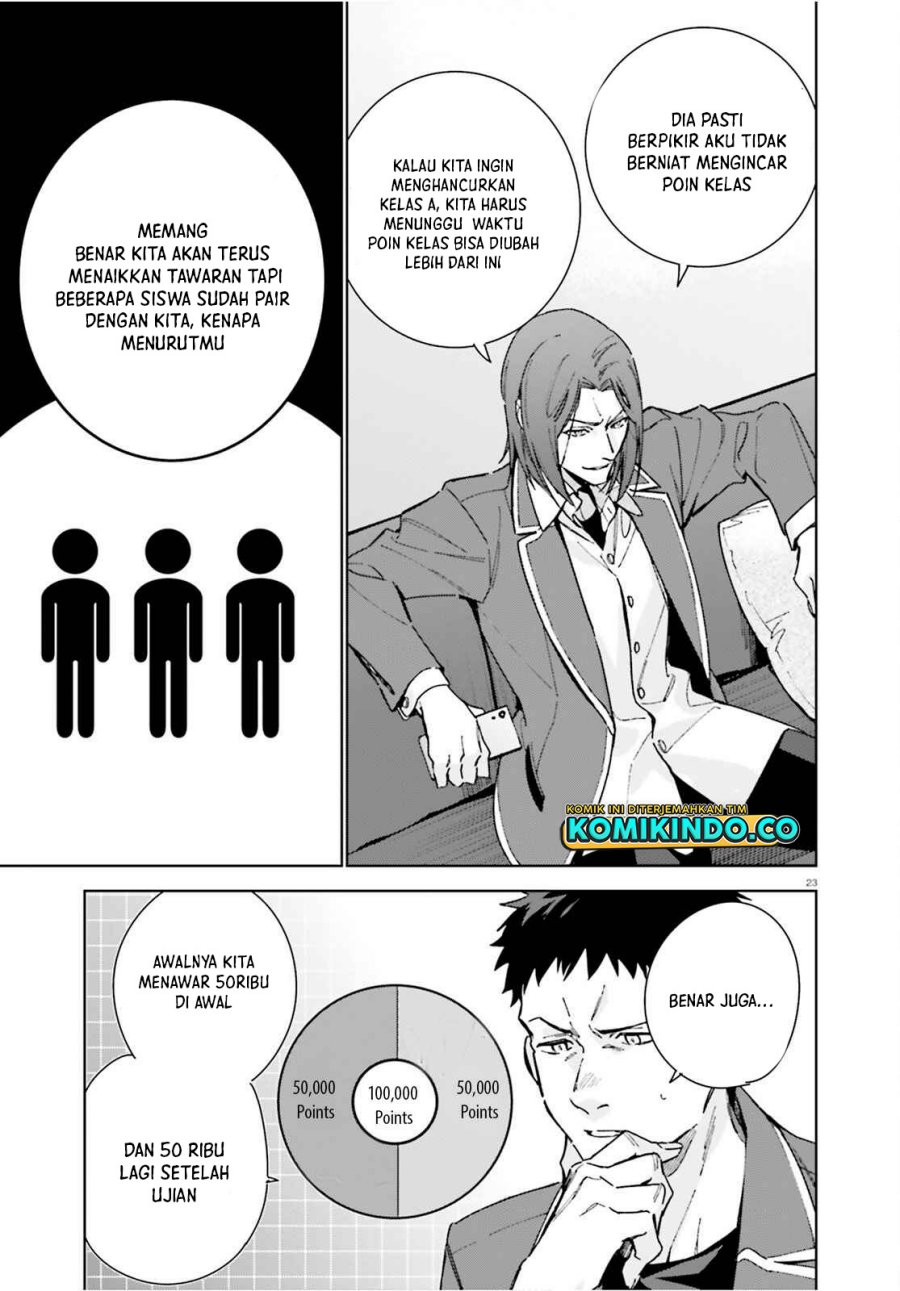 DIA PASTI
BERPIKIR AKU TIDAK
BERNIAT MENGINCAR
POIN KELAS
KALAU KITA INGIN
MENGHANCURKAN
KELAS A, KITA HARUS
MENUNGGU WAKTU
POIN KELAS BISA DIUBAH
LEBIH DARI INI
MEMANG
BENAR KITA AKAN TERUS
MENAIKKAN TAWARAN TAPI
BEBERAPA SISWA SUDAH PAIR
DENGAN KITA, KENAPA
MENURUTMU
KOMIK INI DITERJEMAHKAN TIM
KOMIKINDO.CO
23
BENAR JUGA...
AWALNYA KITA
MENAWAR 50RIBU
DI AWAL
50,000
Points
100,000
Points
50,000
Points
DAN 50 RIBU
LAGI SETELAH
UJIAN